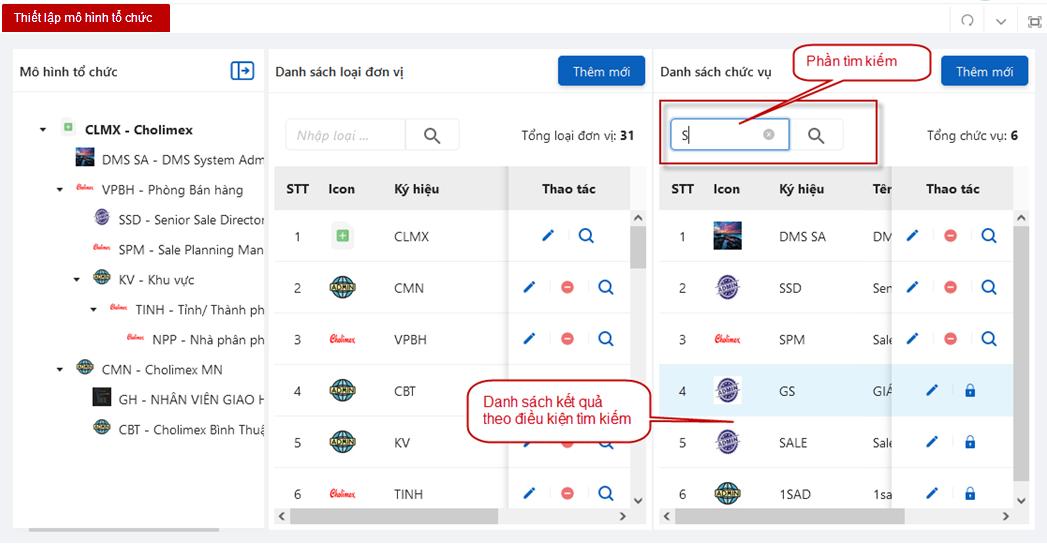 Thiết lập mô hình tổ chức
Mô hình tổ chức
CLMX - Cholimex
DMS SA - DMS System Adm
VPBH - Phòng Bán hàng
SSD - Senior Sale Director
Cholimex
SPM - Sale Planning Man
KV - Khu vực
TINH - Tỉnh/ Thành ph
NPP - Nhà phân ph
CMN - Cholimex MN
GH - NHÂN VIÊN GIAO H
CBT - Cholimex Bình Thuậ
Danh sách loại đơn vị
Thêm mới
Nhập loại ...
Tổng loại đơn vị: 31
STT Icon Ký hiệu Thao tác
1 CLMX
2 ADMIN CMN
3 Cholimex VPBH
4 ADMIN CBT
5 ADMIN KV
6 Cholimex TINH
Danh sách chức vụ
Phần tìm kiếm
Thêm mới
S
Tổng chức vụ: 6
STT Icon Ký hiệu Tên Thao tác
1 DMS SA DM
2 ADMIN SSD Sen
3 Cholimex SPM Sale
4 ADMIN GS GIÁ
5 ADMIN SALE Sale
6 ADMIN 1SAD 1sa
Danh sách kết quả
theo điều kiện tìm kiếm